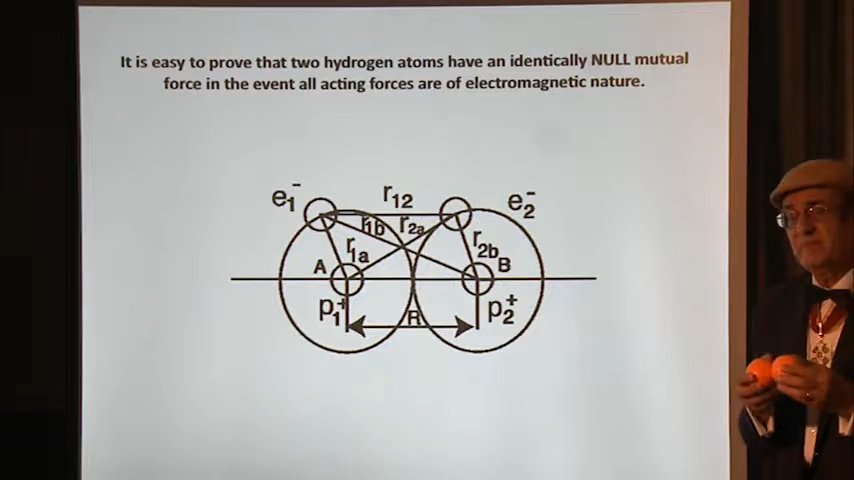 It is easy to prove that two hydrogen atoms have an identically NULL mutual
force in the event all acting forces are of electromagnetic nature.
e₁⁻ r₁₂ e₂⁻
r₁b r₂a
r₁a r₂b
A B
p₁⁺ R p₂⁺